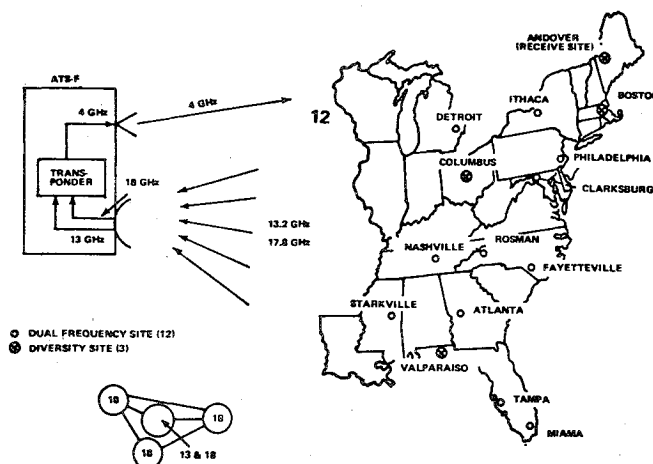 ATS-F
4 GHz
4 GHz
TRANS-
PONDER
18 GHz
13 GHz
13.2 GHz
17.8 GHz
12
ANDOVER
(RECEIVE SITE)
BOSTON
ITHACA
DETROIT
COLUMBUS
PHILADELPHIA
CLARKSBURG
NASHVILLE
ROSMAN
FAYETTEVILLE
STARKVILLE
ATLANTA
VALPARAISO
TAMPA
MIAMA
DUAL FREQUENCY SITE (12)
DIVERSITY SITE (3)
18
18
18
13 & 18